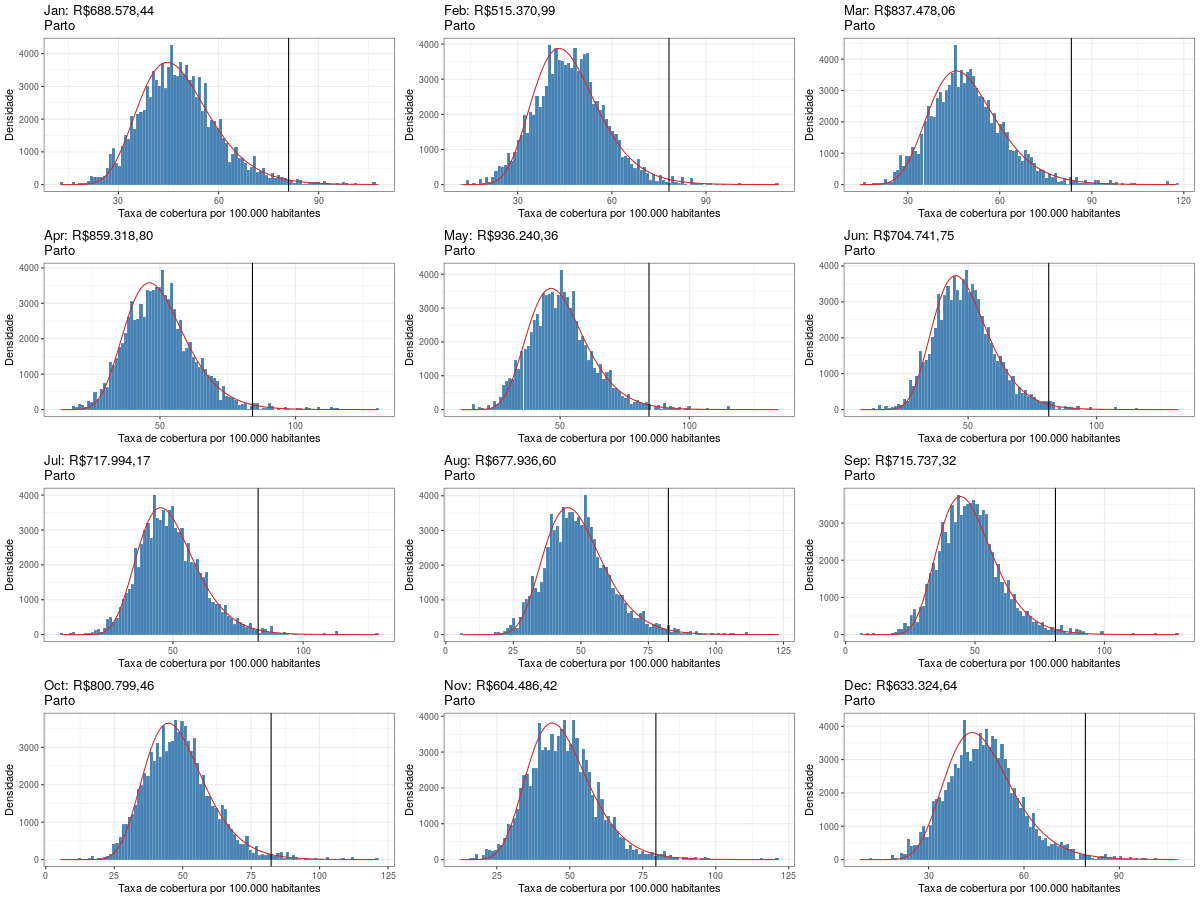 Jan: R$688.578,44
Parto
Densidade
4000
3000
2000
1000
0
30
60
90
Taxa de cobertura por 100.000 habitantes
Feb: R$515.370,99
Parto
Densidade
4000
3000
2000
1000
0
30
60
90
Taxa de cobertura por 100.000 habitantes
Mar: R$837.478,06
Parto
Densidade
4000
3000
2000
1000
0
30
60
90
120
Taxa de cobertura por 100.000 habitantes
Apr: R$859.318,80
Parto
Densidade
4000
3000
2000
1000
0
50
100
Taxa de cobertura por 100.000 habitantes
May: R$936.240,36
Parto
Densidade
4000
3000
2000
1000
0
50
100
Taxa de cobertura por 100.000 habitantes
Jun: R$704.741,75
Parto
Densidade
4000
3000
2000
1000
0
50
100
Taxa de cobertura por 100.000 habitantes
Jul: R$717.994,17
Parto
Densidade
4000
3000
2000
1000
0
50
100
Taxa de cobertura por 100.000 habitantes
Aug: R$677.936,60
Parto
Densidade
4000
3000
2000
1000
0
0
25
50
75
100
125
Taxa de cobertura por 100.000 habitantes
Sep: R$715.737,32
Parto
Densidade
3000
2000
1000
0
0
50
100
Taxa de cobertura por 100.000 habitantes
Oct: R$800.799,46
Parto
Densidade
3000
2000
1000
0
0
25
50
75
100
125
Taxa de cobertura por 100.000 habitantes
Nov: R$604.486,42
Parto
Densidade
4000
3000
2000
1000
0
25
50
75
100
125
Taxa de cobertura por 100.000 habitantes
Dec: R$633.324,64
Parto
Densidade
4000
3000
2000
1000
0
30
60
90
Taxa de cobertura por 100.000 habitantes